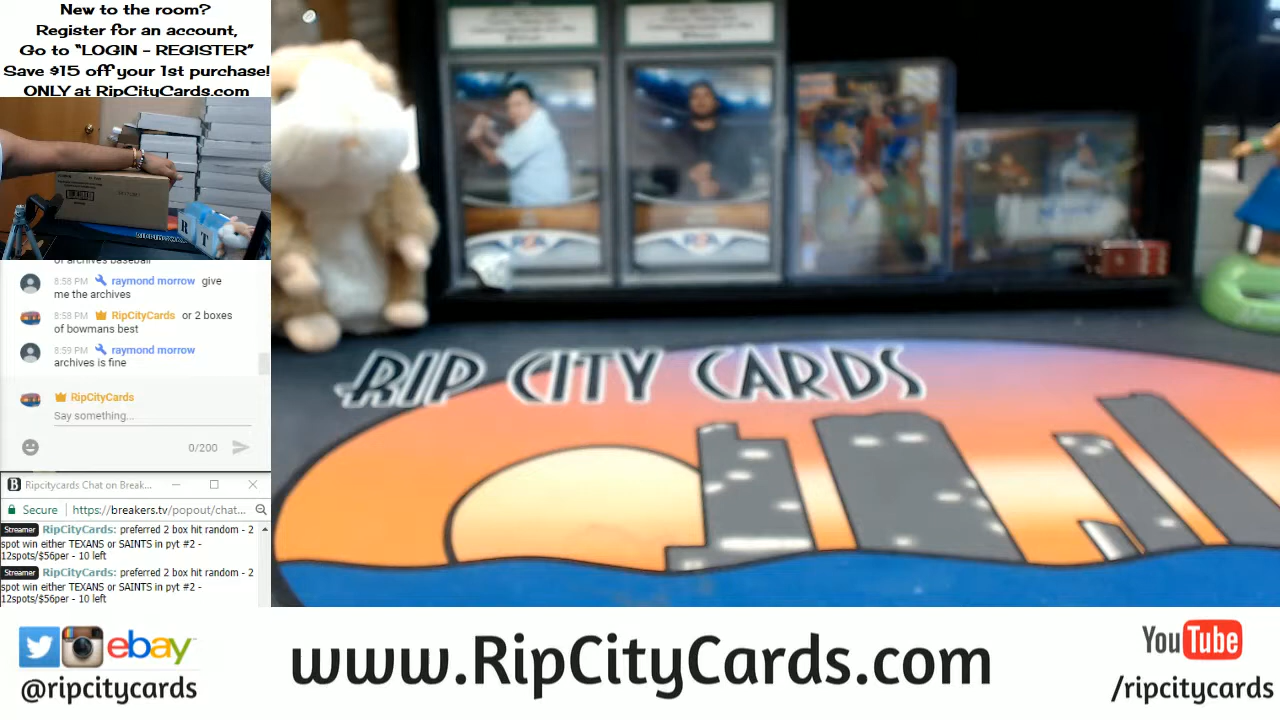 New to the room?
Register for an account,
Go to "LOGIN - REGISTER"
Save $15 off your 1st purchase!
ONLY at RipCityCards.com
R T
of archives baseball
8:58 PM raymond morrow give
me the archives
8:58 PM RipCityCards or 2 boxes
of bowmans best
8:59 PM raymond morrow
archives is fine
RipCityCards
Say something...
0/200
Ripcitycards Chat on Break...
Secure https://breakers.tv/popout/chat...
Streamer RipCityCards: preferred 2 box hit random - 2
spot win either TEXANS or SAINTS in pyt #2 -
12spots/$56per - 10 left
Streamer RipCityCards: preferred 2 box hit random - 2
spot win either TEXANS or SAINTS in pyt #2 -
12spots/$56per - 10 left
RIP CITY CARDS
PSA
PSA
ebay
@ripcitycards
www.RipCityCards.com
YouTube
/ripcitycards